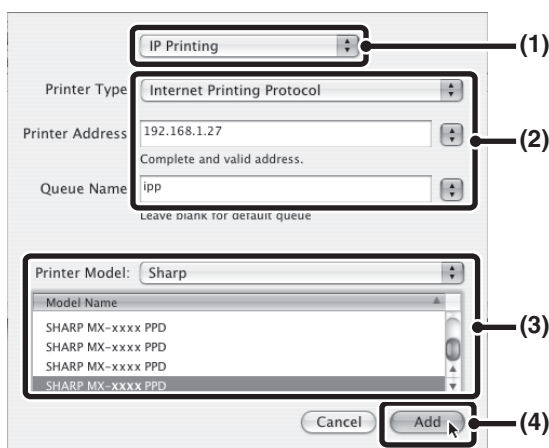 IP Printing
(1)
Printer Type
Internet Printing Protocol
Printer Address
192.168.1.27
(2)
Complete and valid address.
Queue Name
ipp
Leave blank for default queue
Printer Model:
Sharp
Model Name
SHARP MX-xxxx PPD
SHARP MX-xxxx PPD
(3)
SHARP MX-xxxx PPD
SHARP MX-xxxx PPD
Cancel
Add
(4)